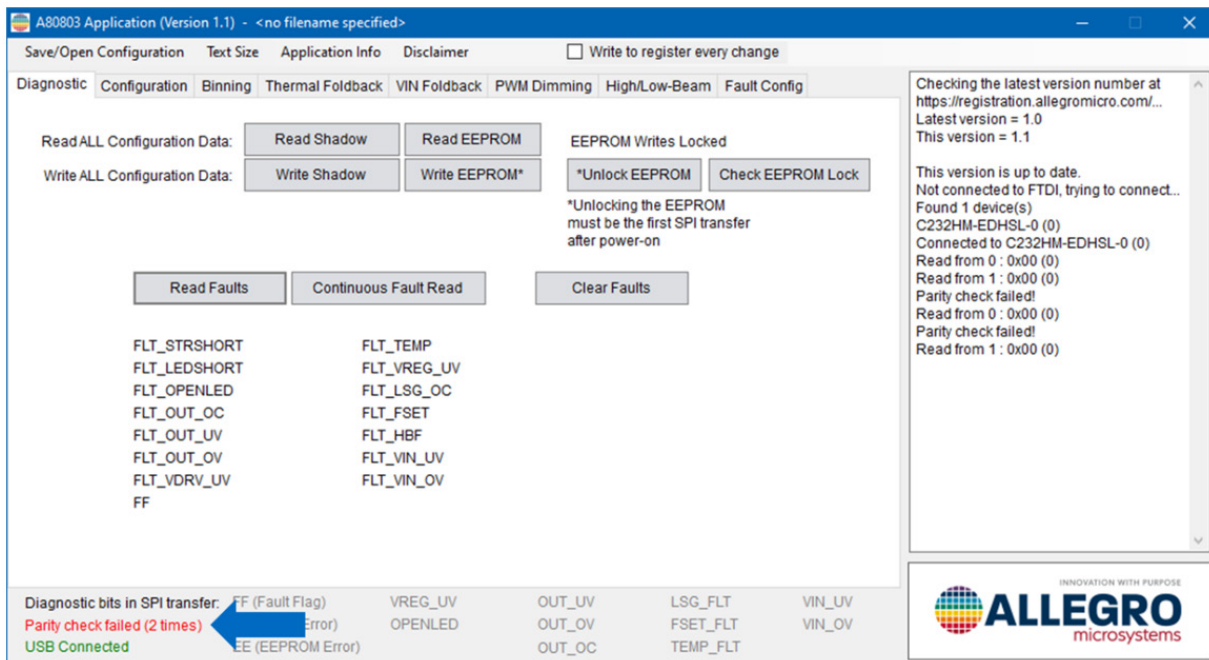 A80803 Application (Version 1.1) - <no filename specified>
Save/Open Configuration Text Size Application Info Disclaimer Write to register every change
Diagnostic Configuration Binning Thermal Foldback VIN Foldback PWM Dimming High/Low-Beam Fault Config
Read ALL Configuration Data: Read Shadow Read EEPROM EEPROM Writes Locked
Write ALL Configuration Data: Write Shadow Write EEPROM* *Unlock EEPROM Check EEPROM Lock
*Unlocking the EEPROM
must be the first SPI transfer
after power-on
Read Faults Continuous Fault Read Clear Faults
FLT_STRSHORT FLT_TEMP
FLT_LEDSHORT FLT_VREG_UV
FLT_OPENLED FLT_LSG_OC
FLT_OUT_OC FLT_FSET
FLT_OUT_UV FLT_HBF
FLT_OUT_OV FLT_VIN_UV
FLT_VDRV_UV FLT_VIN_OV
FF
Checking the latest version number at
https://registration.allegromicro.com/...
Latest version = 1.0
This version = 1.1
This version is up to date.
Not connected to FTDI, trying to connect...
Found 1 device(s)
C232HM-EDHSL-0 (0)
Connected to C232HM-EDHSL-0 (0)
Read from 0 : 0x00 (0)
Read from 1 : 0x00 (0)
Parity check failed!
Read from 0 : 0x00 (0)
Parity check failed!
Read from 1 : 0x00 (0)
Diagnostic bits in SPI transfer: FF (Fault Flag) VREG_UV OUT_UV LSG_FLT VIN_UV
Parity check failed (2 times) Error) OPENLED OUT_OV FSET_FLT VIN_OV
USB Connected EE (EEPROM Error) OUT_OC TEMP_FLT
INNOVATION WITH PURPOSE
ALLEGRO
microsystems